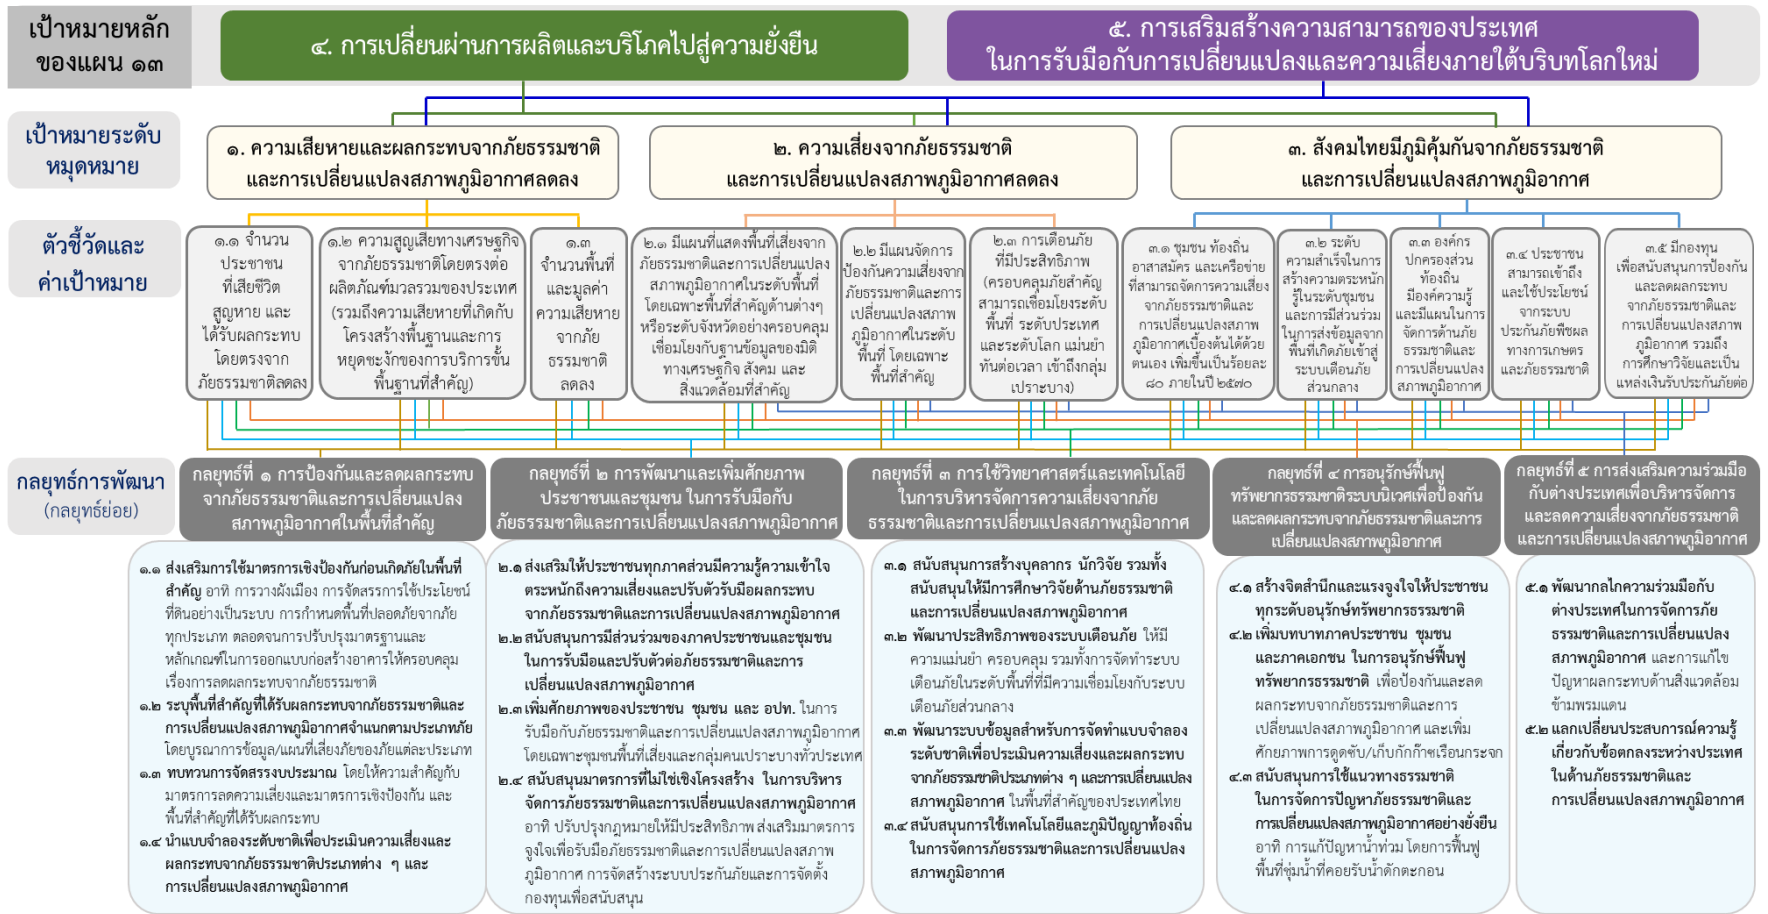 เป้าหมายหลัก
ของแผน ๑๓
๔. การเปลี่ยนผ่านการผลิตและบริโภคไปสู่ความยั่งยืน
๕. การเสริมสร้างความสามารถของประเทศ
ในการรับมือกับการเปลี่ยนแปลงและความเสี่ยงภายใต้บริบทโลกใหม่
เป้าหมายระดับ
หมุดหมาย
๑. ความเสียหายและผลกระทบจากภัยธรรมชาติ
และการเปลี่ยนแปลงสภาพภูมิอากาศลดลง
๒. ความเสี่ยงจากภัยธรรมชาติ
และการเปลี่ยนแปลงสภาพภูมิอากาศลดลง
๓. สังคมไทยมีภูมิคุ้มกันจากภัยธรรมชาติ
และการเปลี่ยนแปลงสภาพภูมิอากาศ
ตัวชี้วัดและ
ค่าเป้าหมาย
๑.๑ จำนวน
ประชาชน
ที่เสียชีวิต
สูญหาย และ
ได้รับผลกระทบ
โดยตรงจาก
ภัยธรรมชาติลดลง
๑.๒ ความสูญเสียทางเศรษฐกิจ
จากภัยธรรมชาติโดยตรงต่อ
ผลิตภัณฑ์มวลรวมของประเทศ
(รวมถึงความเสียหายที่เกิดกับ
โครงสร้างพื้นฐานและการ
หยุดชะงักของการบริการขั้น
พื้นฐานที่สำคัญ)
๑.๓
จำนวนพื้นที่
และมูลค่า
ความเสียหาย
จากภัย
ธรรมชาติ
ลดลง
๒.๑ มีแผนที่แสดงพื้นที่เสี่ยงจาก
ภัยธรรมชาติและการเปลี่ยนแปลง
สภาพภูมิอากาศในระดับพื้นที่
โดยเฉพาะพื้นที่สำคัญด้านต่างๆ
หรือระดับจังหวัดอย่างครอบคลุม
เชื่อมโยงกับฐานข้อมูลของมิติ
ทางเศรษฐกิจ สังคม และ
สิ่งแวดล้อมที่สำคัญ
๒.๒ มีแผนจัดการ
ป้องกันความเสี่ยงจาก
ภัยธรรมชาติและการ
เปลี่ยนแปลงสภาพ
ภูมิอากาศในระดับ
พื้นที่ โดยเฉพาะ
พื้นที่สำคัญ
๒.๓ การเตือนภัย
ที่มีประสิทธิภาพ
(ครอบคลุมภัยสำคัญ
สามารถเชื่อมโยงระดับ
พื้นที่ ระดับประเทศ
และระดับโลก แม่นยำ
ทันต่อเวลา เข้าถึงกลุ่ม
เปราะบาง)
๓.๑ ชุมชน ท้องถิ่น
อาสาสมัคร และเครือข่าย
ที่สามารถจัดการความเสี่ยง
จากภัยธรรมชาติและ
การเปลี่ยนแปลงสภาพ
ภูมิอากาศเบื้องต้นได้ด้วย
ตนเอง เพิ่มขึ้นเป็นร้อยละ
๘๐ ภายในปี ๒๕๗๐
๓.๒ ระดับ
ความสำเร็จในการ
สร้างความตระหนัก
รู้ในระดับชุมชน
และการมีส่วนร่วม
ในการส่งข้อมูลจาก
พื้นที่เกิดภัยเข้าสู่
ระบบเตือนภัย
ส่วนกลาง
๓.๓ องค์กร
ปกครองส่วน
ท้องถิ่น
มีองค์ความรู้
และมีแผนในการ
จัดการด้านภัย
ธรรมชาติและ
การเปลี่ยนแปลง
สภาพภูมิอากาศ
๓.๔ ประชาชน
สามารถเข้าถึง
และใช้ประโยชน์
จากระบบ
ประกันภัยพืชผล
ทางการเกษตร
และภัยธรรมชาติ
๓.๕ มีกองทุน
เพื่อสนับสนุนการป้องกัน
และลดผลกระทบ
จากภัยธรรมชาติและ
การเปลี่ยนแปลงสภาพ
ภูมิอากาศ รวมถึง
การศึกษาวิจัยและเป็น
แหล่งเงินรับประกันภัยต่อ
กลยุทธ์การพัฒนา
(กลยุทธ์ย่อย)
กลยุทธ์ที่ ๑ การป้องกันและลดผลกระทบ
จากภัยธรรมชาติและการเปลี่ยนแปลง
สภาพภูมิอากาศในพื้นที่สำคัญ
กลยุทธ์ที่ ๒ การพัฒนาและเพิ่มศักยภาพ
ประชาชนและชุมชน ในการรับมือกับ
ภัยธรรมชาติและการเปลี่ยนแปลงสภาพภูมิอากาศ
กลยุทธ์ที่ ๓ การใช้วิทยาศาสตร์และเทคโนโลยี
ในการบริหารจัดการความเสี่ยงจากภัย
ธรรมชาติและการเปลี่ยนแปลงสภาพภูมิอากาศ
กลยุทธ์ที่ ๔ การอนุรักษ์ฟื้นฟู
ทรัพยากรธรรมชาติระบบนิเวศเพื่อป้องกัน
และลดผลกระทบจากภัยธรรมชาติและการ
เปลี่ยนแปลงสภาพภูมิอากาศ
กลยุทธ์ที่ ๕ การส่งเสริมความร่วมมือ
กับต่างประเทศเพื่อบริหารจัดการ
และลดความเสี่ยงจากภัยธรรมชาติ
และการเปลี่ยนแปลงสภาพภูมิอากาศ
๑.๑ ส่งเสริมการใช้มาตรการเชิงป้องกันก่อนเกิดภัยในพื้นที่
สำคัญ อาทิ การวางผังเมือง การจัดสรรการใช้ประโยชน์
ที่ดินอย่างเป็นระบบ การกำหนดพื้นที่ปลอดภัยจากภัย
ทุกประเภท ตลอดจนการปรับปรุงมาตรฐานและ
หลักเกณฑ์ในการออกแบบก่อสร้างอาคารให้ครอบคลุม
เรื่องการลดผลกระทบจากภัยธรรมชาติ
๑.๒ ระบุพื้นที่สำคัญที่ได้รับผลกระทบจากภัยธรรมชาติและ
การเปลี่ยนแปลงสภาพภูมิอากาศจำแนกตามประเภทภัย
โดยบูรณาการข้อมูล/แผนที่เสี่ยงภัยของภัยแต่ละประเภท
๑.๓ ทบทวนการจัดสรรงบประมาณ โดยให้ความสำคัญกับ
มาตรการลดความเสี่ยงและมาตรการเชิงป้องกัน และ
พื้นที่สำคัญที่ได้รับผลกระทบ
๑.๔ นำแบบจำลองระดับชาติเพื่อประเมินความเสี่ยงและ
ผลกระทบจากภัยธรรมชาติประเภทต่าง ๆ และ
การเปลี่ยนแปลงสภาพภูมิอากาศ
๒.๑ ส่งเสริมให้ประชาชนทุกภาคส่วนมีความรู้ความเข้าใจ
ตระหนักถึงความเสี่ยงและปรับตัวรับมือผลกระทบ
จากภัยธรรมชาติและการเปลี่ยนแปลงสภาพภูมิอากาศ
๒.๒ สนับสนุนการมีส่วนร่วมของภาคประชาชนและชุมชน
ในการรับมือและปรับตัวต่อภัยธรรมชาติและการ
เปลี่ยนแปลงสภาพภูมิอากาศ
๒.๓ เพิ่มศักยภาพของประชาชน ชุมชน และ อปท. ในการ
รับมือกับภัยธรรมชาติและการเปลี่ยนแปลงสภาพภูมิอากาศ
โดยเฉพาะชุมชนพื้นที่เสี่ยงและกลุ่มคนเปราะบางทั่วประเทศ
๒.๔ สนับสนุนมาตรการที่ไม่ใช่เชิงโครงสร้าง ในการบริหาร
จัดการภัยธรรมชาติและการเปลี่ยนแปลงสภาพภูมิอากาศ
อาทิ ปรับปรุงกฎหมายให้มีประสิทธิภาพ ส่งเสริมมาตรการ
จูงใจเพื่อรับมือภัยธรรมชาติและการเปลี่ยนแปลงสภาพ
ภูมิอากาศ การจัดสร้างระบบประกันภัยและการจัดตั้ง
กองทุนเพื่อสนับสนุน
๓.๑ สนับสนุนการสร้างบุคลากร นักวิจัย รวมทั้ง
สนับสนุนให้มีการศึกษาวิจัยด้านภัยธรรมชาติ
และการเปลี่ยนแปลงสภาพภูมิอากาศ
๓.๒ พัฒนาประสิทธิภาพของระบบเตือนภัย ให้มี
ความแม่นยำ ครอบคลุม รวมทั้งการจัดทำระบบ
เตือนภัยในระดับพื้นที่ที่มีความเชื่อมโยงกับระบบ
เตือนภัยส่วนกลาง
๓.๓ พัฒนาระบบข้อมูลสำหรับการจัดทำแบบจำลอง
ระดับชาติเพื่อประเมินความเสี่ยงและผลกระทบ
จากภัยธรรมชาติประเภทต่าง ๆ และการเปลี่ยนแปลง
สภาพภูมิอากาศ ในพื้นที่สำคัญของประเทศไทย
๓.๔ สนับสนุนการใช้เทคโนโลยีและภูมิปัญญาท้องถิ่น
ในการจัดการภัยธรรมชาติและการเปลี่ยนแปลง
สภาพภูมิอากาศ
๔.๑ สร้างจิตสำนึกและแรงจูงใจให้ประชาชน
ทุกระดับอนุรักษ์ทรัพยากรธรรมชาติ
๔.๒ เพิ่มบทบาทภาคประชาชน ชุมชน
และภาคเอกชน ในการอนุรักษ์ฟื้นฟู
ทรัพยากรธรรมชาติ เพื่อป้องกันและลด
ผลกระทบจากภัยธรรมชาติและการ
เปลี่ยนแปลงสภาพภูมิอากาศ และเพิ่ม
ศักยภาพการดูดซับ/เก็บกักก๊าซเรือนกระจก
๔.๓ สนับสนุนการใช้แนวทางธรรมชาติ
ในการจัดการปัญหาภัยธรรมชาติและ
การเปลี่ยนแปลงสภาพภูมิอากาศอย่างยั่งยืน
อาทิ การแก้ปัญหาน้ำท่วม โดยการฟื้นฟู
พื้นที่ชุ่มน้ำที่คอยรับน้ำดักตะกอน
๕.๑ พัฒนากลไกความร่วมมือกับ
ต่างประเทศในการจัดการภัย
ธรรมชาติและการเปลี่ยนแปลง
สภาพภูมิอากาศ และการแก้ไข
ปัญหาผลกระทบด้านสิ่งแวดล้อม
ข้ามพรมแดน
๕.๒ แลกเปลี่ยนประสบการณ์ความรู้
เกี่ยวกับข้อตกลงระหว่างประเทศ
ในด้านภัยธรรมชาติและ
การเปลี่ยนแปลงสภาพภูมิอากาศ